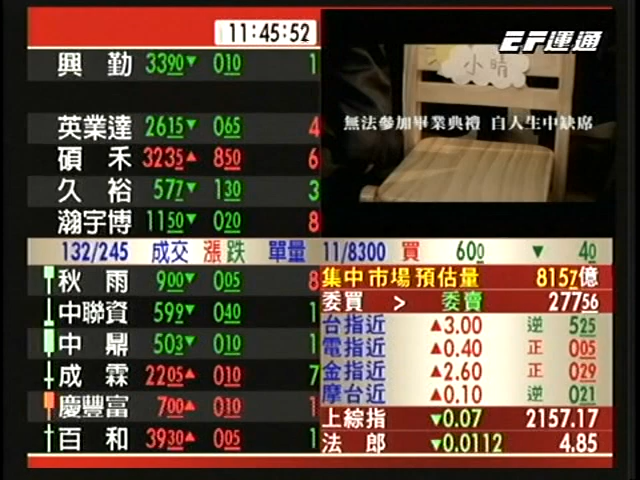 11:45:52
EF運通
興勤 3390▼ 010 1
小晴
無法參加畢業典禮 自人生中缺席
英業達 2615▼ 065 4
碩禾 3235▲ 850 6
久裕 577▼ 130 3
瀚宇博 1150▼ 020 8
132/245 成交 漲跌 單量 11/8300 買 600 ▼ 40
秋雨 900▼ 005 8
集中市場預估量 8157億
中聯資 599▼ 040 1
委買 > 委賣 27756
中鼎 503▼ 010 1
台指近 ▲3.00 逆 525
電指近 ▲0.40 正 005
成霖 2205▲ 010 7
金指近 ▲2.60 正 029
摩台近 ▲0.10 逆 021
慶豐富 700▲ 010 1
上綜指 ▼0.07 2157.17
百和 3930▲ 005 1
法郎 ▼0.0112 4.85